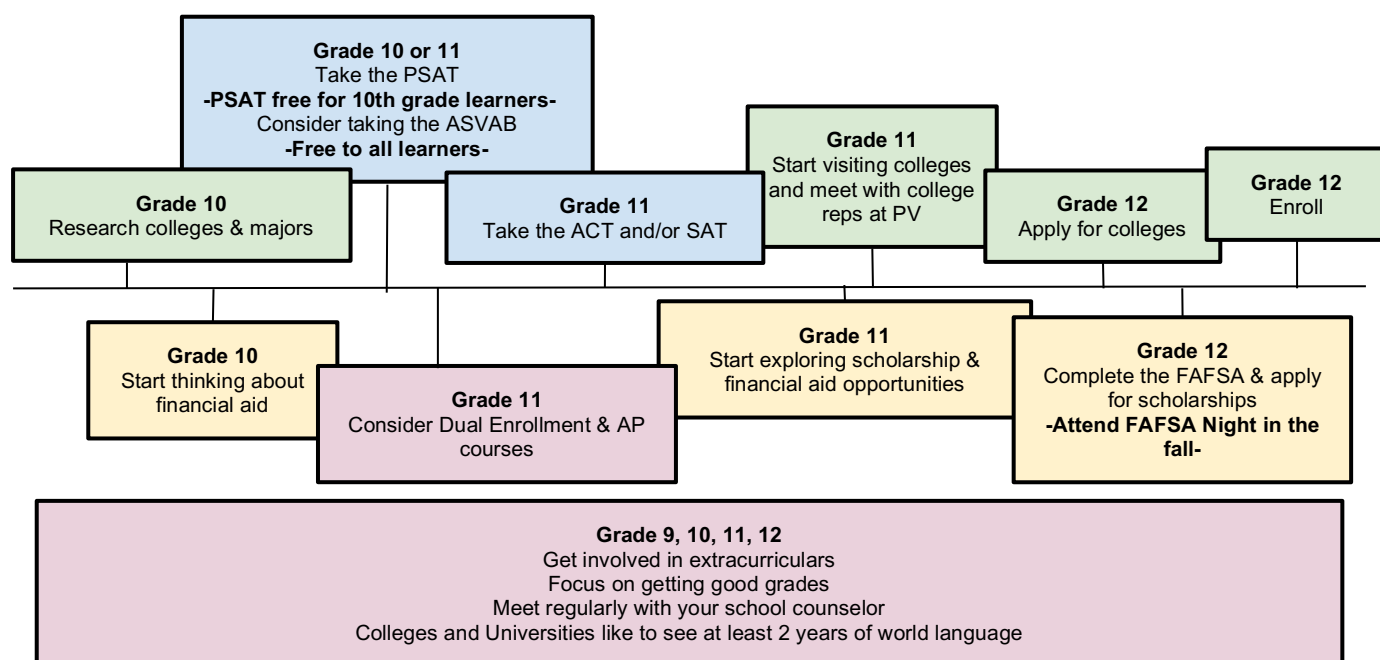 Grade 10 or 11
Take the PSAT
-PSAT free for 10th grade learners-
Consider taking the ASVAB
-Free to all learners-
Grade 10
Research colleges & majors
Grade 11
Take the ACT and/or SAT
Grade 11
Start visiting colleges
and meet with college
reps at PV
Grade 12
Apply for colleges
Grade 12
Enroll
Grade 10
Start thinking about
financial aid
Grade 11
Consider Dual Enrollment & AP
courses
Grade 11
Start exploring scholarship &
financial aid opportunities
Grade 12
Complete the FAFSA & apply
for scholarships
-Attend FAFSA Night in the
fall-
Grade 9, 10, 11, 12
Get involved in extracurriculars
Focus on getting good grades
Meet regularly with your school counselor
Colleges and Universities like to see at least 2 years of world language